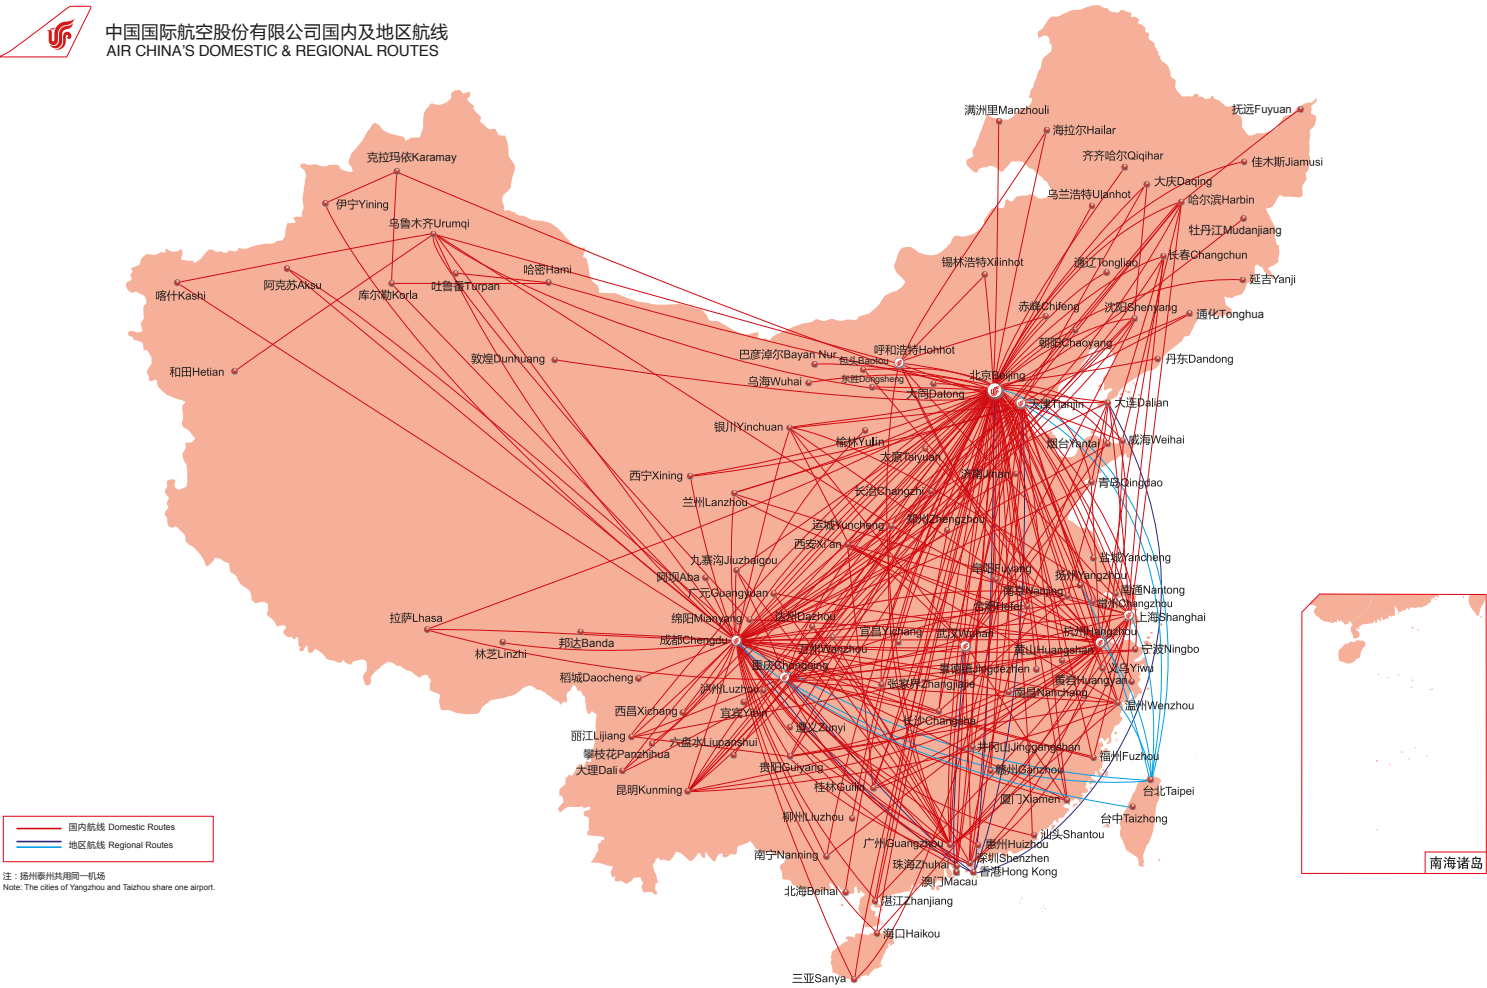 中国国际航空股份有限公司国内及地区航线
AIR CHINA'S DOMESTIC & REGIONAL ROUTES
满洲里Manzhouli
抚远Fuyuan
海拉尔Hailar
齐齐哈尔Qiqihar
克拉玛依Karamay
佳木斯Jiamusi
大庆Daqing
乌兰浩特Ulanhot
哈尔滨Harbin
伊宁Yining
乌鲁木齐Urumqi
牡丹江Mudanjiang
长春Changchun
锡林浩特Xilinhot
通辽Tongliao
哈密Hami
延吉Yanji
阿克苏Aksu
吐鲁番Turpan
喀什Kashi
库尔勒Korla
赤峰Chifeng
沈阳Shenyang
通化Tonghua
朝阳Chaoyang
呼和浩特Hohhot
巴彦淖尔Bayan Nur
包头Baotou
敦煌Dunhuang
丹东Dandong
和田Hetian
北京Beijing
东胜Dongsheng
乌海Wuhai
大同Datong
天津Tianjin
大连Dalian
银川Yinchuan
榆林Yulin
烟台Yantai
威海Weihai
太原Taiyuan
西宁Xining
济南Jinan
青岛Qingdao
长治Changzhi
兰州Lanzhou
郑州Zhengzhou
运城Yuncheng
西安Xi'an
盐城Yancheng
九寨沟Jiuzhaigou
阜阳Fuyang
扬州Yangzhou
阿坝Aba
广元Guangyuan
南京Nanjing
南通Nantong
常州Changzhou
合肥Hefei
拉萨Lhasa
绵阳Mianyang
达州Dazhou
上海Shanghai
宜昌Yichang
武汉Wuhan
杭州Hangzhou
成都Chengdu
邦达Banda
林芝Linzhi
万州Wanzhou
黄山Huangshan
宁波Ningbo
重庆Chongqing
景德镇Jingdezhen
义乌Yiwu
稻城Daocheng
泸州Luzhou
张家界Zhangjiajie
黄岩Huangyan
南昌Nanchang
温州Wenzhou
西昌Xichang
宜宾Yibin
长沙Changsha
遵义Zunyi
丽江Lijiang
六盘水Liupanshui
井冈山Jinggangshan
攀枝花Panzhihua
福州Fuzhou
大理Dali
贵阳Guiyang
赣州Ganzhou
昆明Kunming
桂林Guilin
台北Taipei
厦门Xiamen
柳州Liuzhou
台中Taizhong
汕头Shantou
广州Guangzhou
惠州Huizhou
南宁Nanning
深圳Shenzhen
珠海Zhuhai
香港Hong Kong
澳门Macau
北海Beihai
湛江Zhanjiang
海口Haikou
三亚Sanya
国内航线 Domestic Routes
地区航线 Regional Routes
注：扬州泰州共用同一机场
Note: The cities of Yangzhou and Taizhou share one airport.
南海诸岛